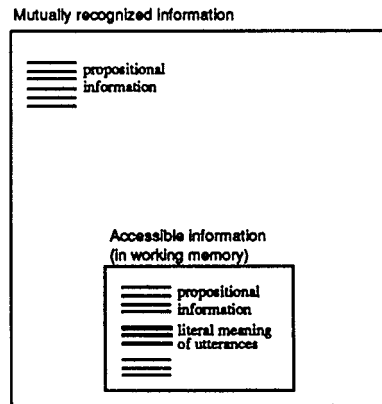 Mutually recognized information
propositional
information
Accessible information
(in working memory)
propositional
information
literal meaning
of utterances